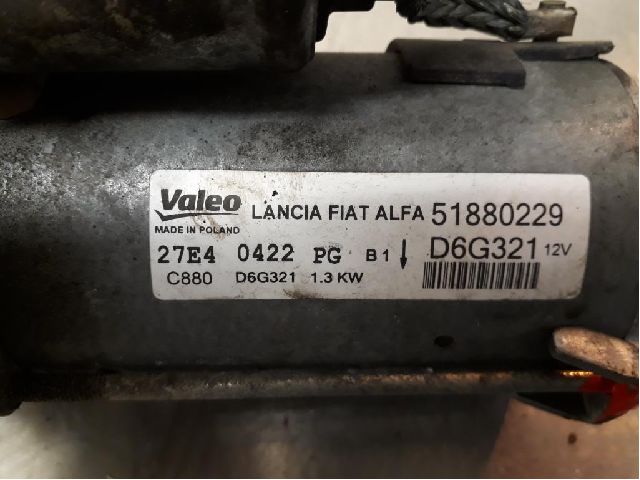 Valeo LANCIA FIAT ALFA 51880229
MADE IN POLAND
27E4 0422 PG B1 ↓ D6G321 12V
C880 D6G321 1.3 KW